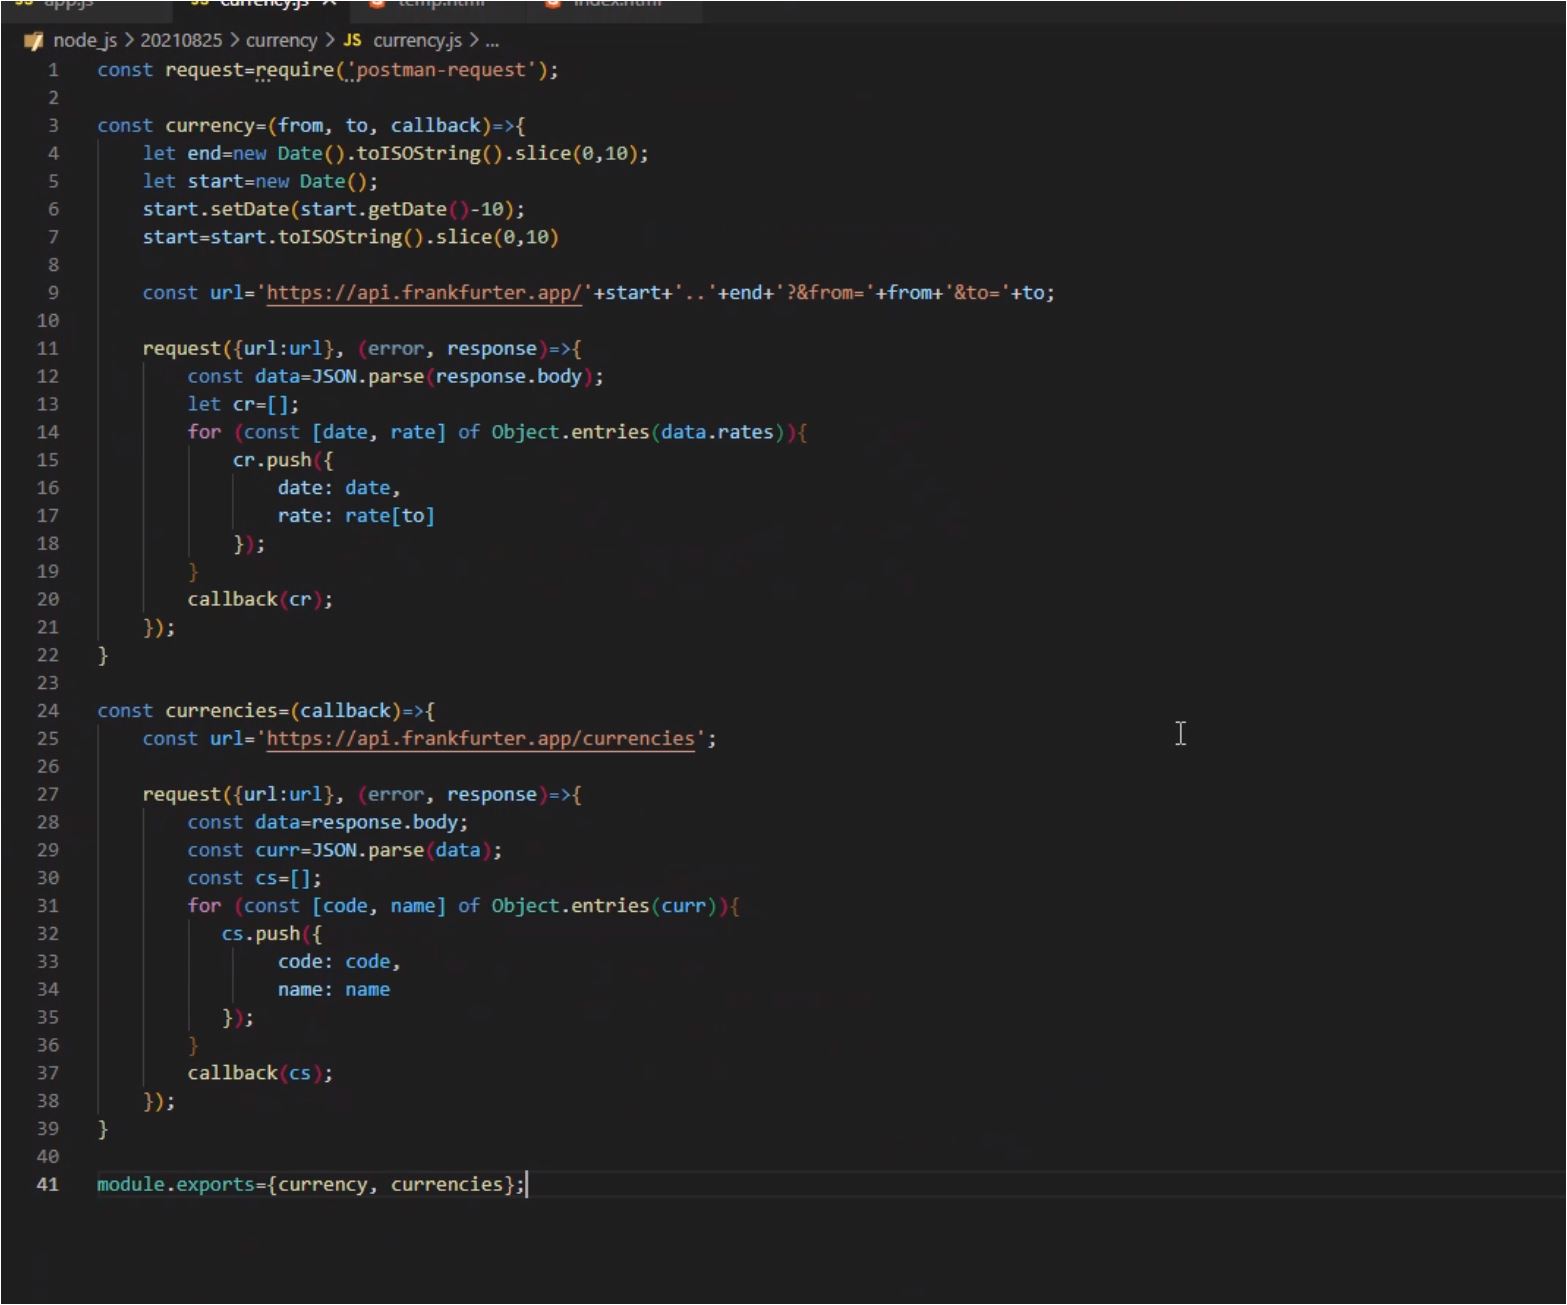 app.js currency.js temp.html index.html
node_js > 20210825 > currency > JS currency.js > ...
1 const request=require('postman-request');
2
3 const currency=(from, to, callback)=>{
4 let end=new Date().toISOString().slice(0,10);
5 let start=new Date();
6 start.setDate(start.getDate()-10);
7 start=start.toISOString().slice(0,10)
8
9 const url='https://api.frankfurter.app/'+start+'..'+end+'?&from='+from+'&to='+to;
10
11 request({url:url}, (error, response)=>{
12 const data=JSON.parse(response.body);
13 let cr=[];
14 for (const [date, rate] of Object.entries(data.rates)){
15 cr.push({
16 date: date,
17 rate: rate[to]
18 });
19 }
20 callback(cr);
21 });
22 }
23
24 const currencies=(callback)=>{
25 const url='https://api.frankfurter.app/currencies';
26
27 request({url:url}, (error, response)=>{
28 const data=response.body;
29 const curr=JSON.parse(data);
30 const cs=[];
31 for (const [code, name] of Object.entries(curr)){
32 cs.push({
33 code: code,
34 name: name
35 });
36 }
37 callback(cs);
38 });
39 }
40
41 module.exports={currency, currencies};